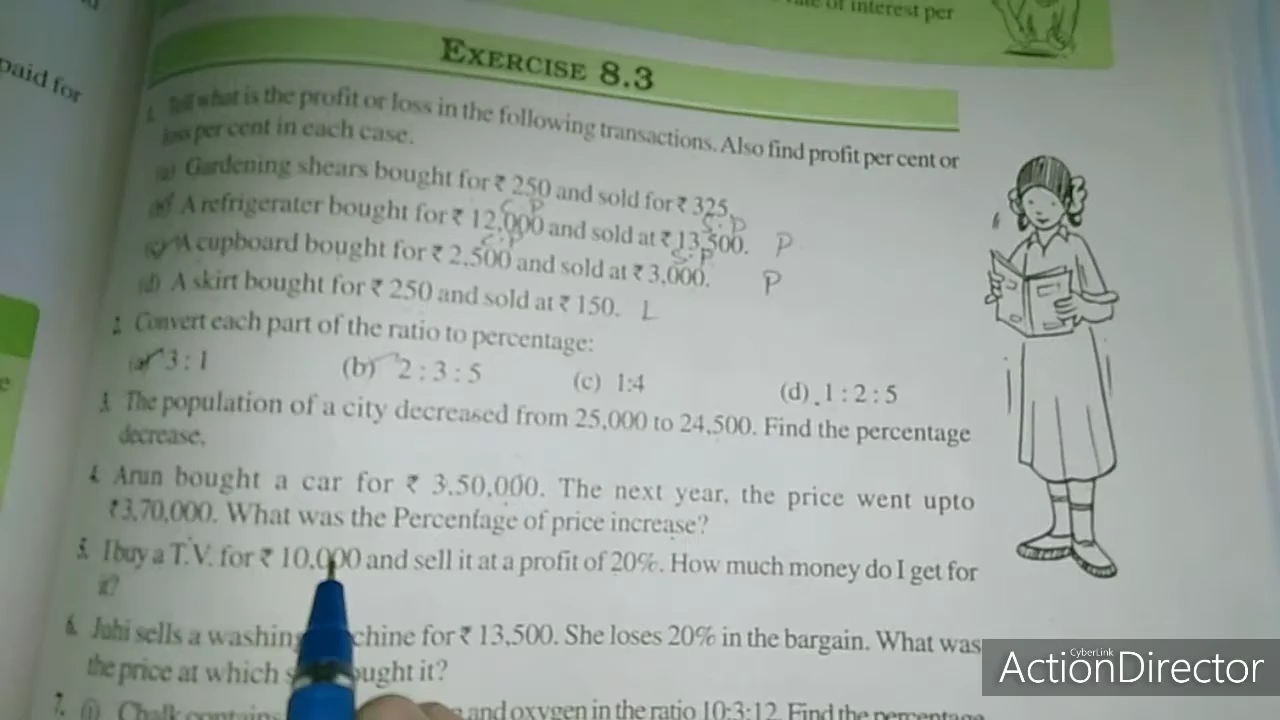 paid for
of interest per
EXERCISE 8.3
1. Tell what is the profit or loss in the following transactions. Also find profit per cent or
loss per cent in each case.
(a) Gardening shears bought for ₹ 250 and sold for ₹ 325.
C.P S.P
(b) A refrigerater bought for ₹ 12,000 and sold at ₹ 13,500. P
C.P S.P
(c) A cupboard bought for ₹ 2,500 and sold at ₹ 3,000. P
(d) A skirt bought for ₹ 250 and sold at ₹ 150. L
2. Convert each part of the ratio to percentage:
(a) 3 : 1 (b) 2 : 3 : 5 (c) 1:4 (d) 1 : 2 : 5
3. The population of a city decreased from 25,000 to 24,500. Find the percentage
decrease.
4. Arun bought a car for ₹ 3,50,000. The next year, the price went upto
₹3,70,000. What was the Percentage of price increase?
5. I buy a T.V. for ₹ 10,000 and sell it at a profit of 20%. How much money do I get for
it?
6. Juhi sells a washing chine for ₹ 13,500. She loses 20% in the bargain. What was
the price at which ought it?
7. (i) Chalk contains and oxygen in the ratio 10:3:12. Find the percentage
CyberLink
ActionDirector